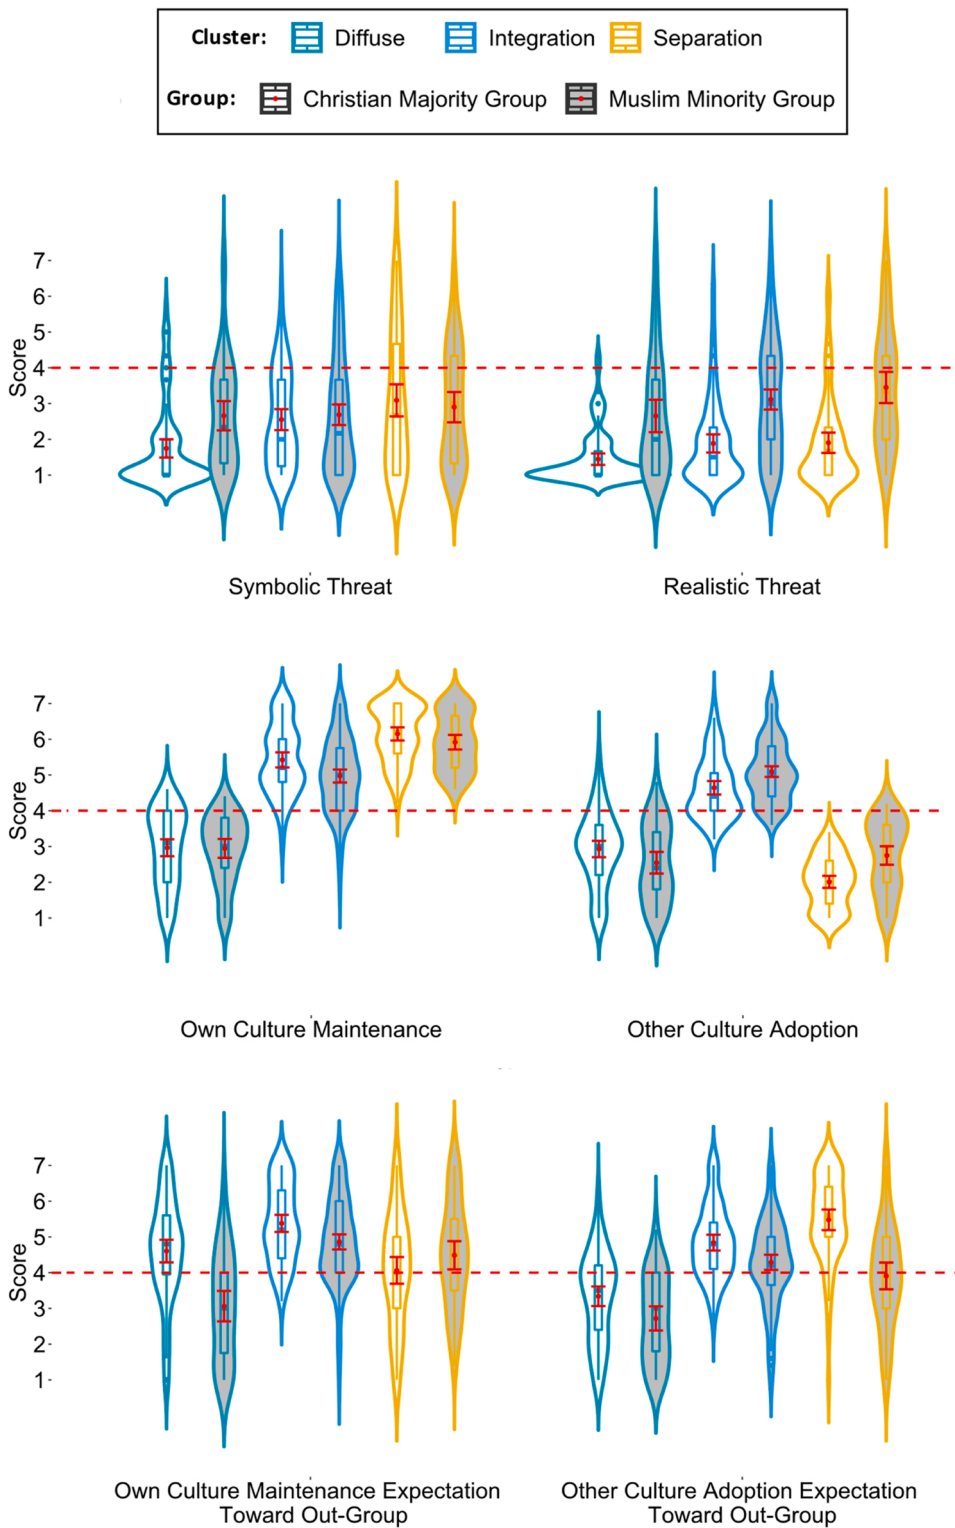 Cluster: Diffuse Integration Separation
Group: Christian Majority Group Muslim Minority Group
Score
7
6
5
4
3
2
1
Symbolic Threat Realistic Threat
Score
7
6
5
4
3
2
1
Own Culture Maintenance Other Culture Adoption
Score
7
6
5
4
3
2
1
Own Culture Maintenance Expectation Other Culture Adoption Expectation
Toward Out-Group Toward Out-Group